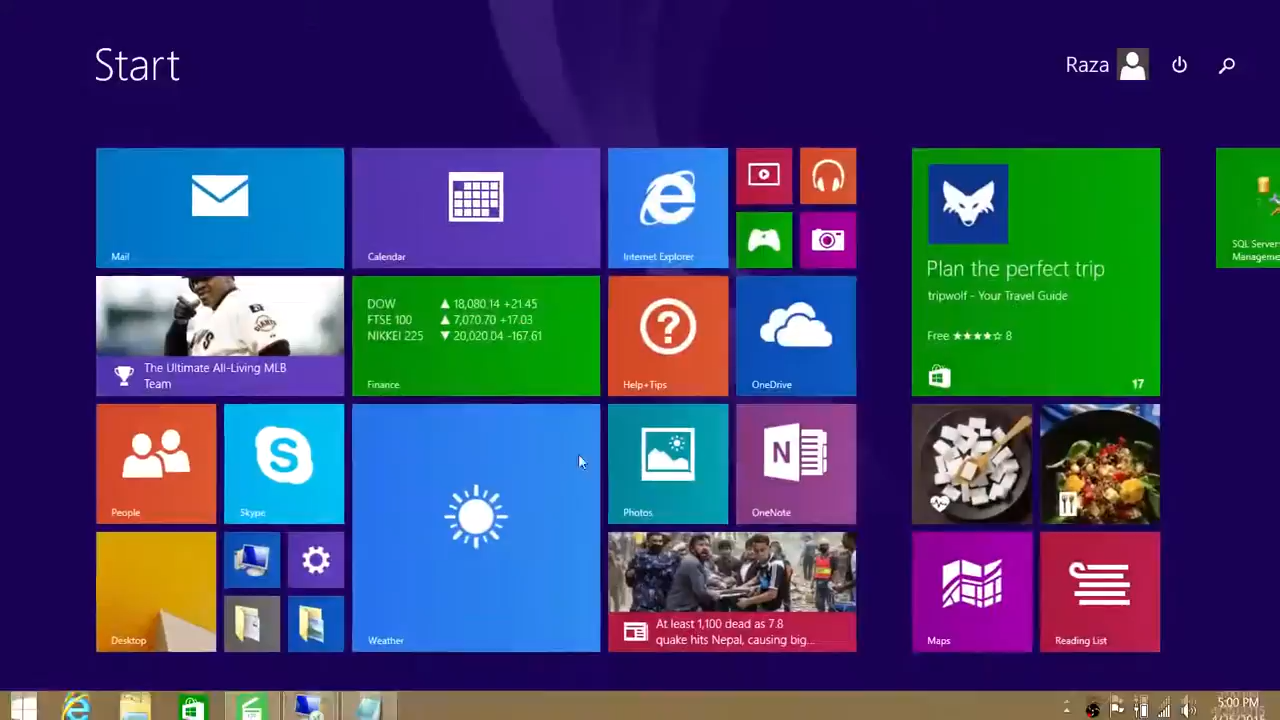 Start
Raza
Mail
Calendar
Internet Explorer
Plan the perfect trip
tripwolf - Your Travel Guide
Free ★★★★☆ 8
17
SQL Server
Manageme
The Ultimate All-Living MLB
Team
DOW ▲ 18,080.14 +21.45
FTSE 100 ▲ 7,070.70 +17.03
NIKKEI 225 ▼ 20,020.04 -167.61
Finance
Help+Tips
OneDrive
People
Skype
Weather
Photos
OneNote
Desktop
At least 1,100 dead as 7.8
quake hits Nepal, causing big...
Maps
Reading List
5:00 PM